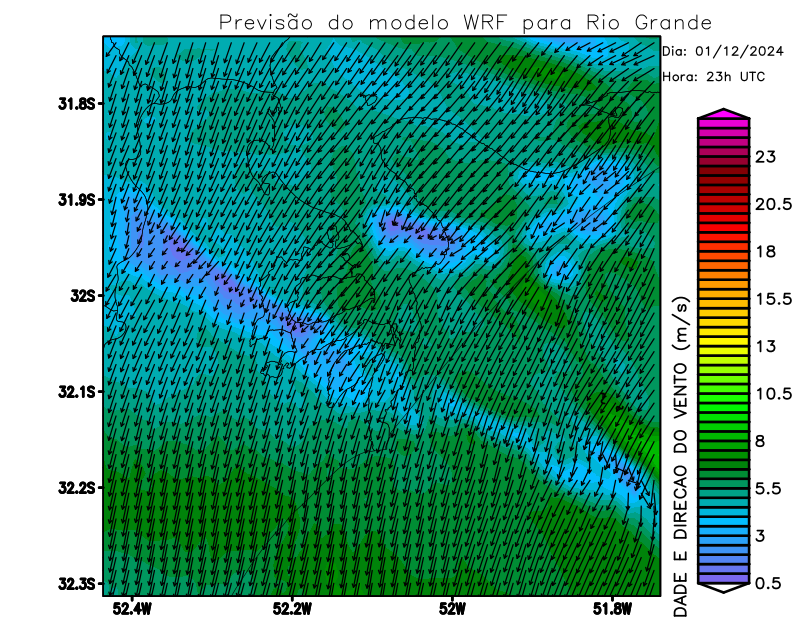 Previsão do modelo WRF para Rio Grande
Dia: 01/12/2024
Hora: 23h UTC
31.8S
31.9S
32S
32.1S
32.2S
32.3S
52.4W
52.2W
52W
51.8W
23
20.5
18
15.5
13
10.5
8
5.5
3
0.5
DADE E DIRECAO DO VENTO (m/s)